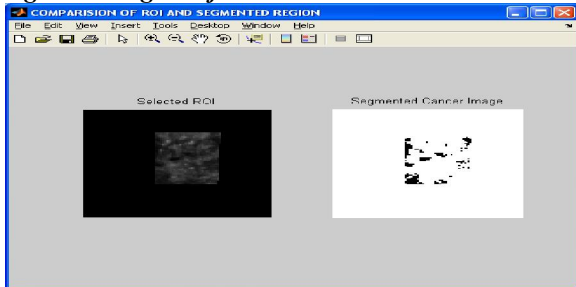 COMPARISION OF ROI AND SEGMENTED REGION
File Edit View Insert Tools Desktop Window Help
Selected ROI
Segmented Cancer Image